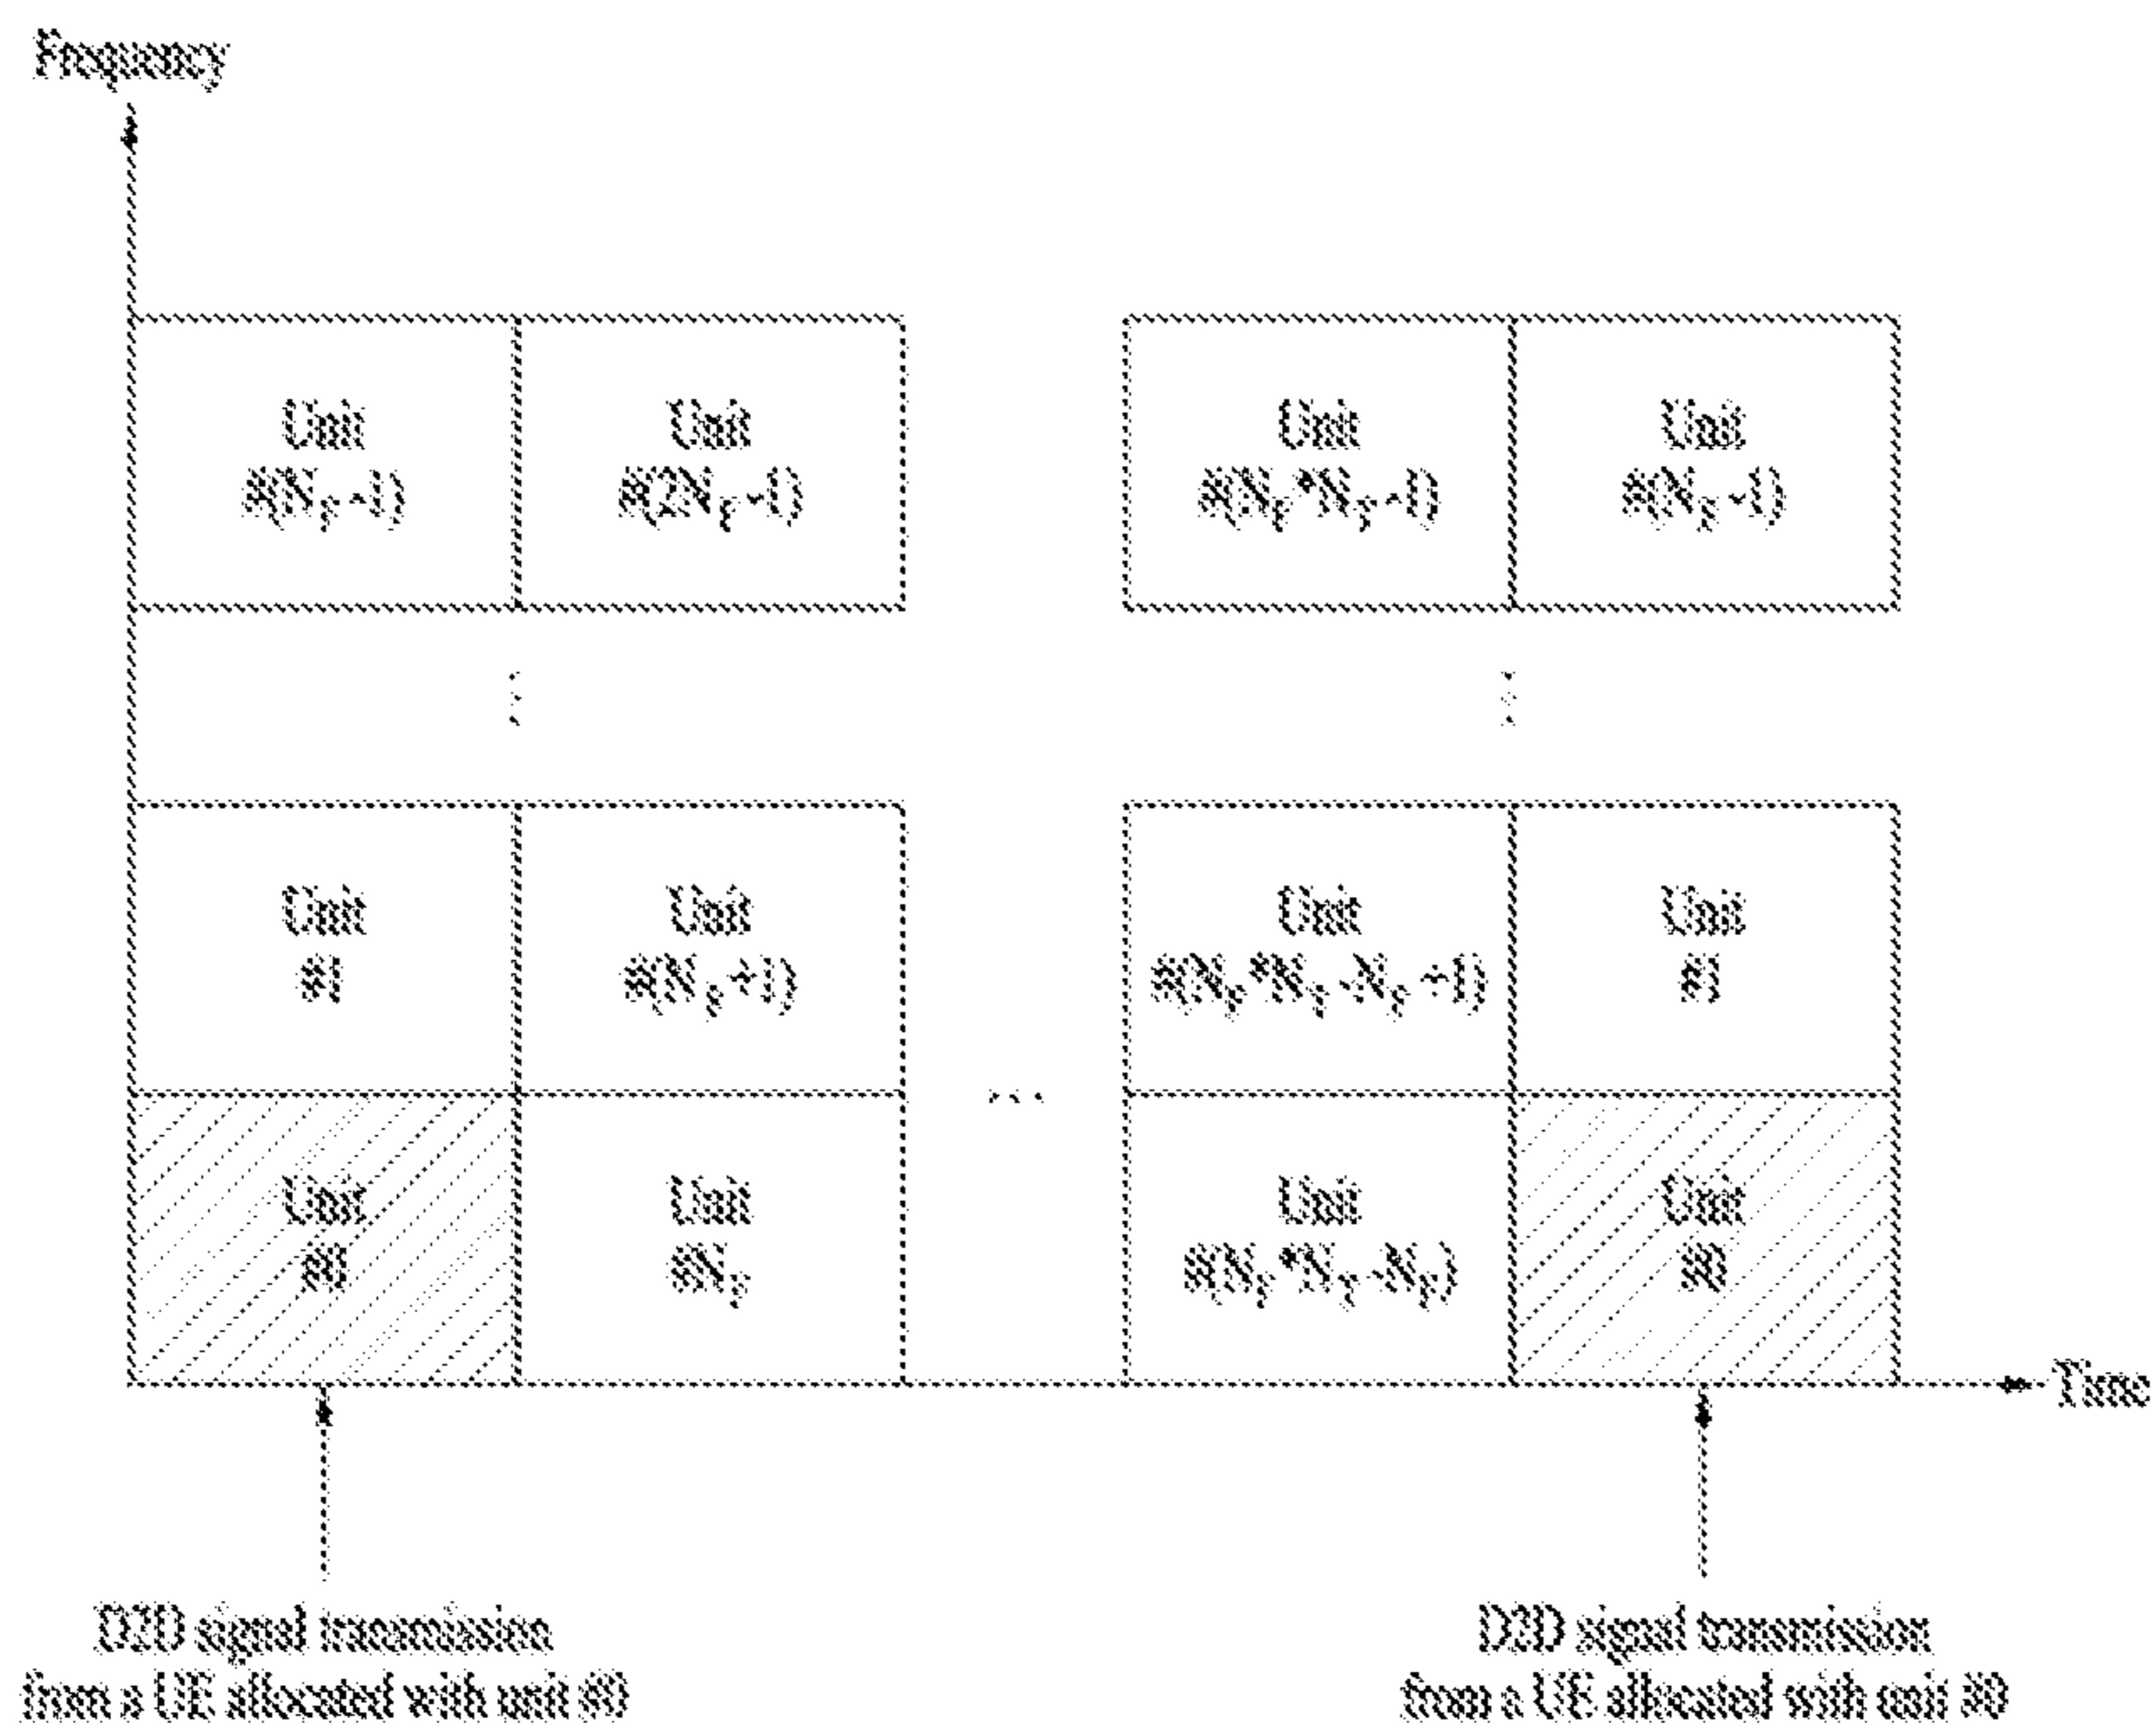 Frequency
Unit
#(N_F-1)
Unit
#(2N_F-1)
Unit
#(N_F*N_T-1)
Unit
#(N_F-1)
⋮
⋮
Unit
#1
Unit
#(N_F+1)
Unit
#(N_F*N_T-N_F+1)
Unit
#1
Unit
#0
Unit
#N_F
...
Unit
#(N_F*N_T-N_F)
Unit
#0
Time
D2D signal transmission
from a UE allocated with unit #0
D2D signal transmission
from a UE allocated with unit #0